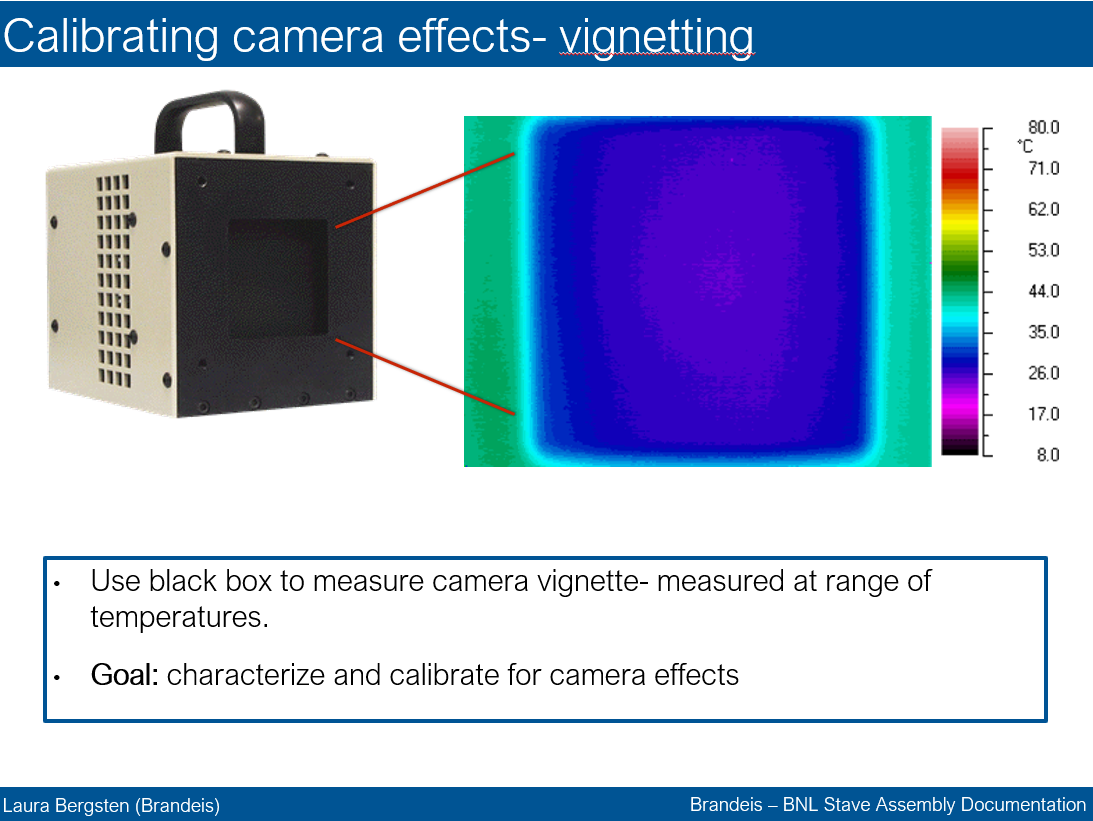 Calibrating camera effects- vignetting
80.0
°C
71.0
62.0
53.0
44.0
35.0
26.0
17.0
8.0
• Use black box to measure camera vignette- measured at range of
temperatures.
• Goal: characterize and calibrate for camera effects
Laura Bergsten (Brandeis)
Brandeis – BNL Stave Assembly Documentation